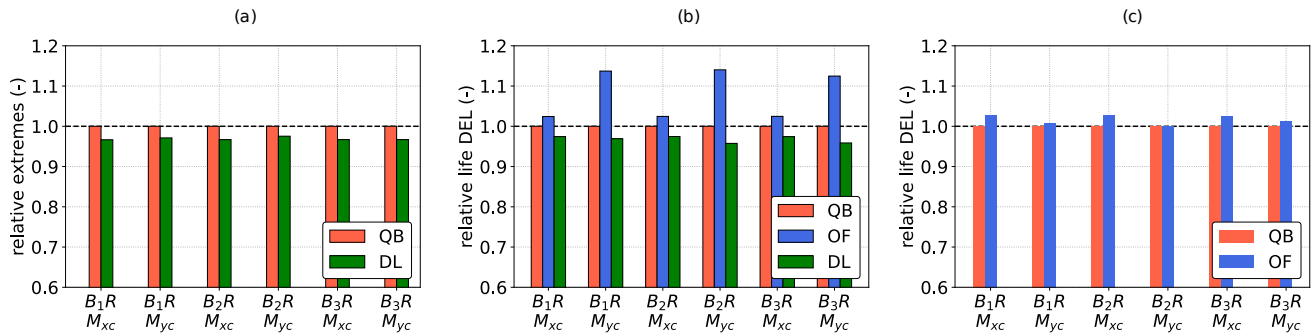 (a)
relative extremes (-)
1.2
1.1
1.0
0.9
0.8
0.7
0.6
QB
DL
B1R B1R B2R B2R B3R B3R
Mxc Myc Mxc Myc Mxc Myc
(b)
relative life DEL (-)
1.2
1.1
1.0
0.9
0.8
0.7
0.6
QB
OF
DL
B1R B1R B2R B2R B3R B3R
Mxc Myc Mxc Myc Mxc Myc
(c)
relative life DEL (-)
1.2
1.1
1.0
0.9
0.8
0.7
0.6
QB
OF
B1R B1R B2R B2R B3R B3R
Mxc Myc Mxc Myc Mxc Myc